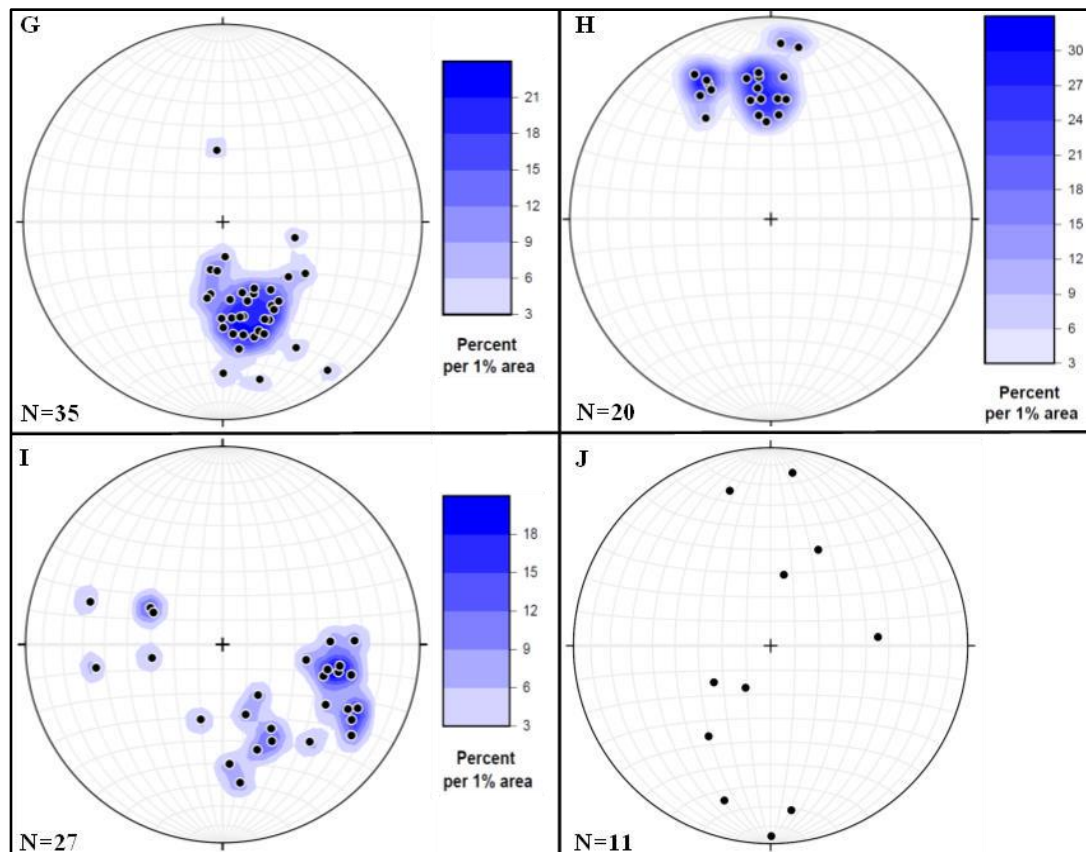 G
21
18
15
12
9
6
3
Percent
per 1% area
N=35
H
30
27
24
21
18
15
12
9
6
3
Percent
per 1% area
N=20
I
18
15
12
9
6
3
Percent
per 1% area
N=27
J
N=11